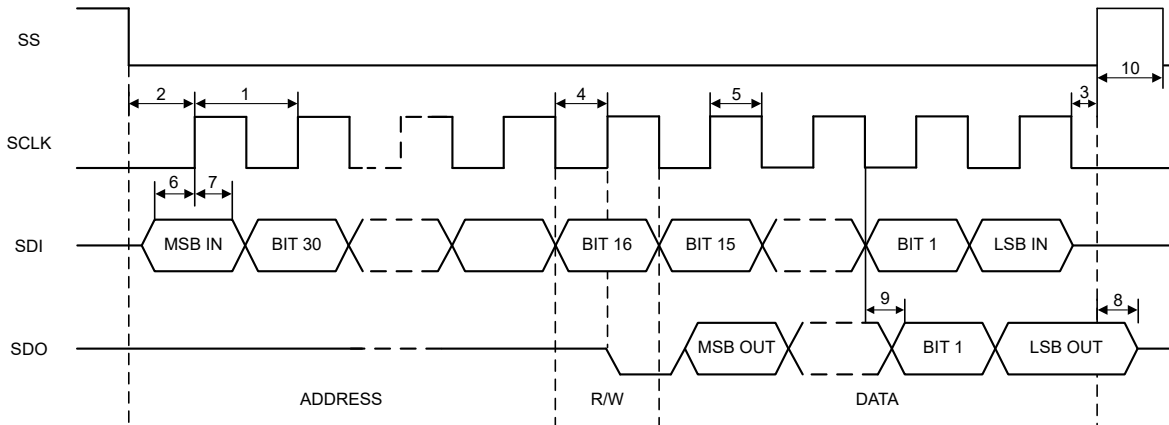 SS
10
2
1
4
5
3
SCLK
6
7
SDI
MSB IN
BIT 30
BIT 16
BIT 15
BIT 1
LSB IN
9
8
SDO
MSB OUT
BIT 1
LSB OUT
ADDRESS
R/W
DATA